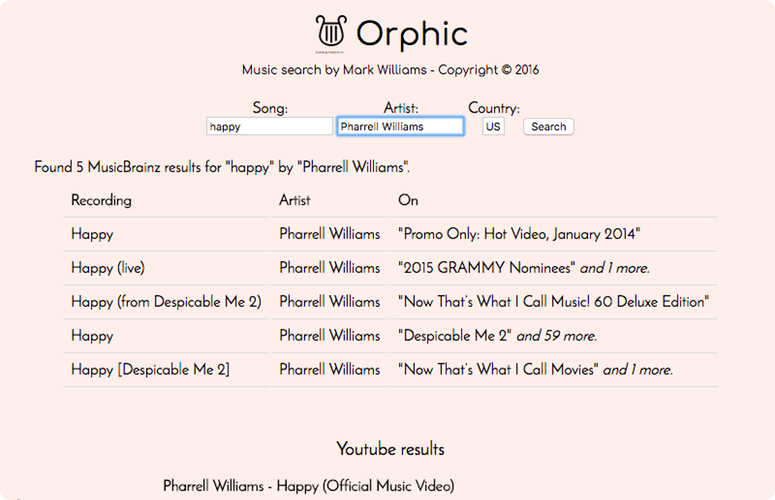 Orphic
Music search by Mark Williams - Copyright © 2016
Song: Artist: Country:
happy Pharrell Williams US Search
Found 5 MusicBrainz results for "happy" by "Pharrell Williams".
Recording Artist On
Happy Pharrell Williams "Promo Only: Hot Video, January 2014"
Happy (live) Pharrell Williams "2015 GRAMMY Nominees" and 1 more.
Happy (from Despicable Me 2) Pharrell Williams "Now That's What I Call Music! 60 Deluxe Edition"
Happy Pharrell Williams "Despicable Me 2" and 59 more.
Happy [Despicable Me 2] Pharrell Williams "Now That's What I Call Movies" and 1 more.
Youtube results
Pharrell Williams - Happy (Official Music Video)